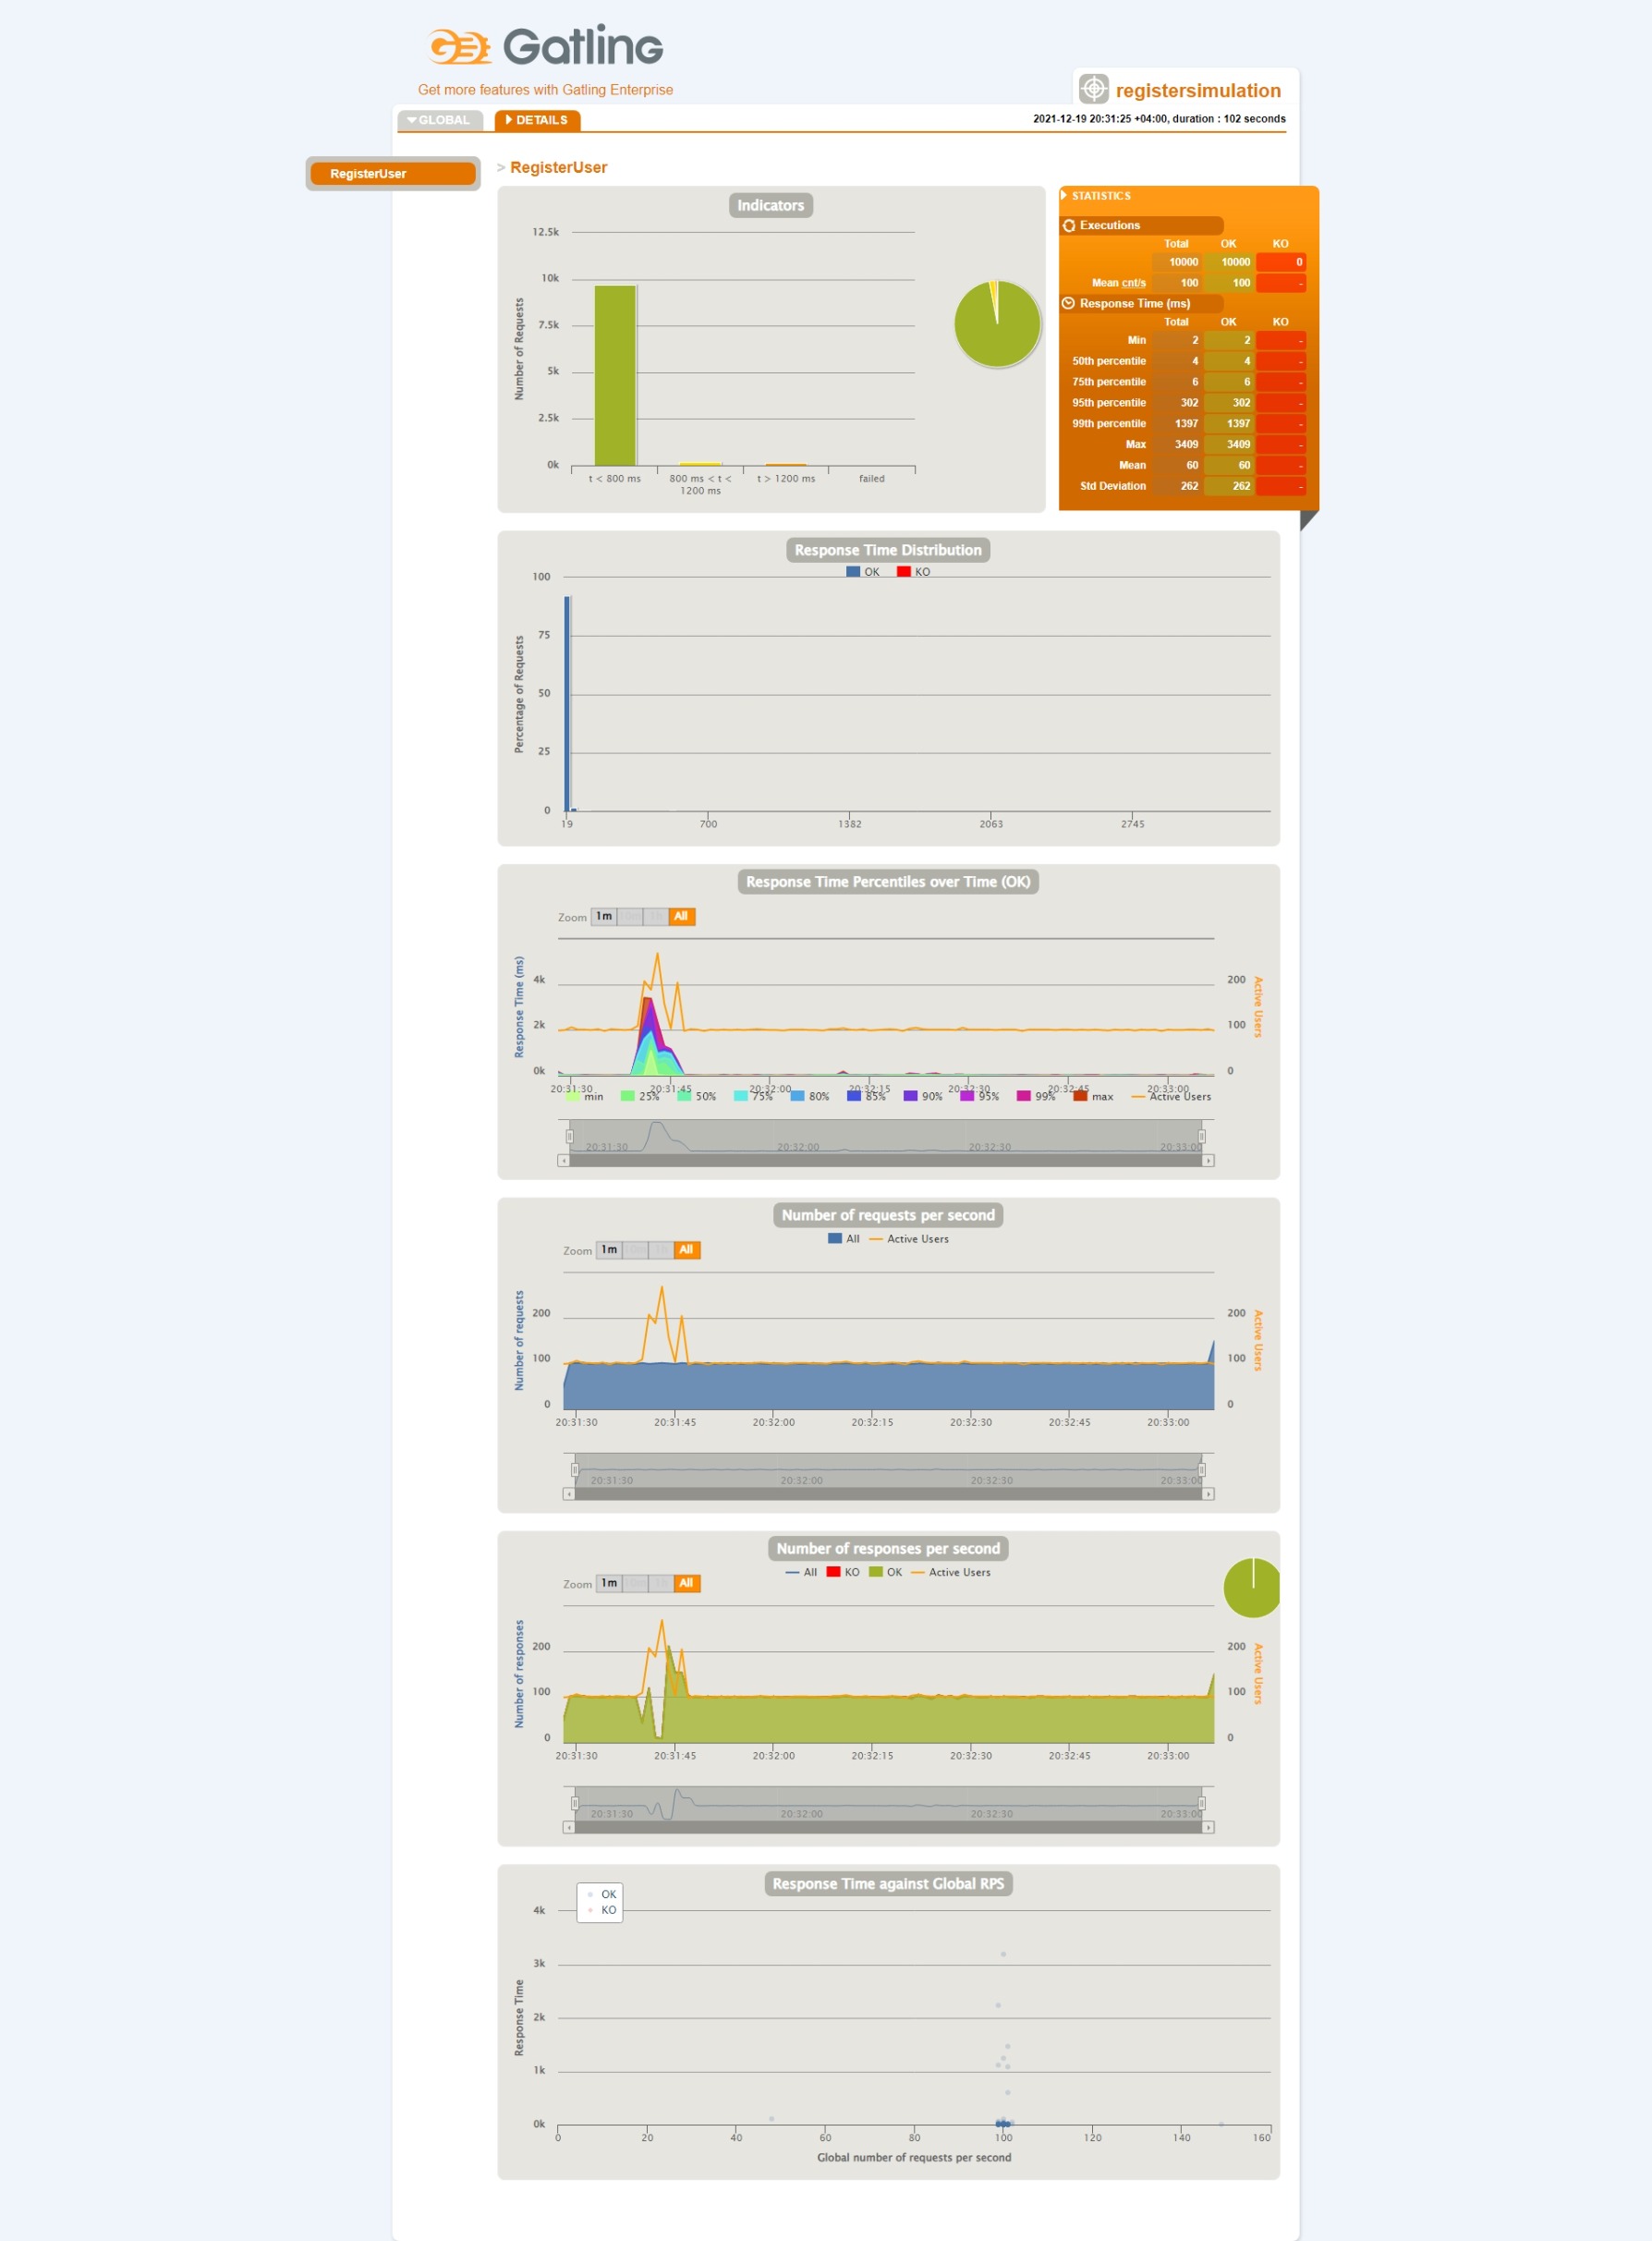 Gatling
Get more features with Gatling Enterprise
registersimulation
GLOBAL
DETAILS
2021-12-19 20:31:25 +04:00, duration : 102 seconds
RegisterUser
> RegisterUser
Indicators
Number of Requests
12.5k
10k
7.5k
5k
2.5k
0k
t < 800 ms
800 ms < t < 1200 ms
t > 1200 ms
failed
STATISTICS
Executions
Total OK KO
10000 10000 0
Mean cnt/s 100 100 -
Response Time (ms)
Total OK KO
Min 2 2 -
50th percentile 4 4 -
75th percentile 6 6 -
95th percentile 302 302 -
99th percentile 1397 1397 -
Max 3409 3409 -
Mean 60 60 -
Std Deviation 262 262 -
Response Time Distribution
OK KO
Percentage of Requests
100
75
50
25
0
19 700 1382 2063 2745
Response Time Percentiles over Time (OK)
Zoom 1m All
Response Time (ms)
4k
2k
0k
200
100
0
Active Users
20:31:30 20:31:45 20:32:00 20:32:15 20:32:30 20:32:45 20:33:00
min 25% 50% 75% 80% 85% 90% 95% 99% max Active Users
20:31:30 20:32:00 20:32:30 20:33:00
Number of requests per second
All Active Users
Zoom 1m All
Number of requests
200
100
0
200
100
0
Active Users
20:31:30 20:31:45 20:32:00 20:32:15 20:32:30 20:32:45 20:33:00
20:31:30 20:32:00 20:32:30 20:33:00
Number of responses per second
All KO OK Active Users
Zoom 1m All
Number of responses
200
100
0
200
100
0
Active Users
20:31:30 20:31:45 20:32:00 20:32:15 20:32:30 20:32:45 20:33:00
20:31:30 20:32:00 20:32:30 20:33:00
Response Time against Global RPS
OK
KO
Response Time
4k
3k
2k
1k
0k
0 20 40 60 80 100 120 140 160
Global number of requests per second